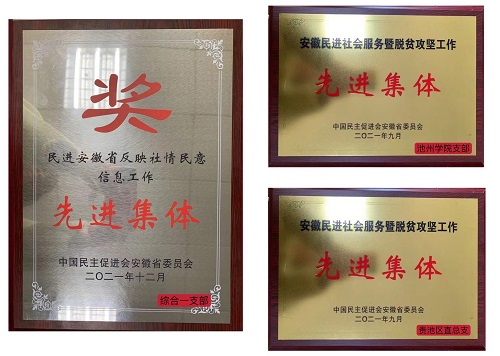 奖
民进安徽省反映社情民意
信息工作
先进集体
中国民主促进会安徽省委员会
二〇二一年十二月
综合一支部
安徽民进社会服务暨脱贫攻坚工作
先进集体
中国民主促进会安徽省委员会
二〇二一年九月
池州学院支部
安徽民进社会服务暨脱贫攻坚工作
先进集体
中国民主促进会安徽省委员会
二〇二一年九月
贵池区直总支